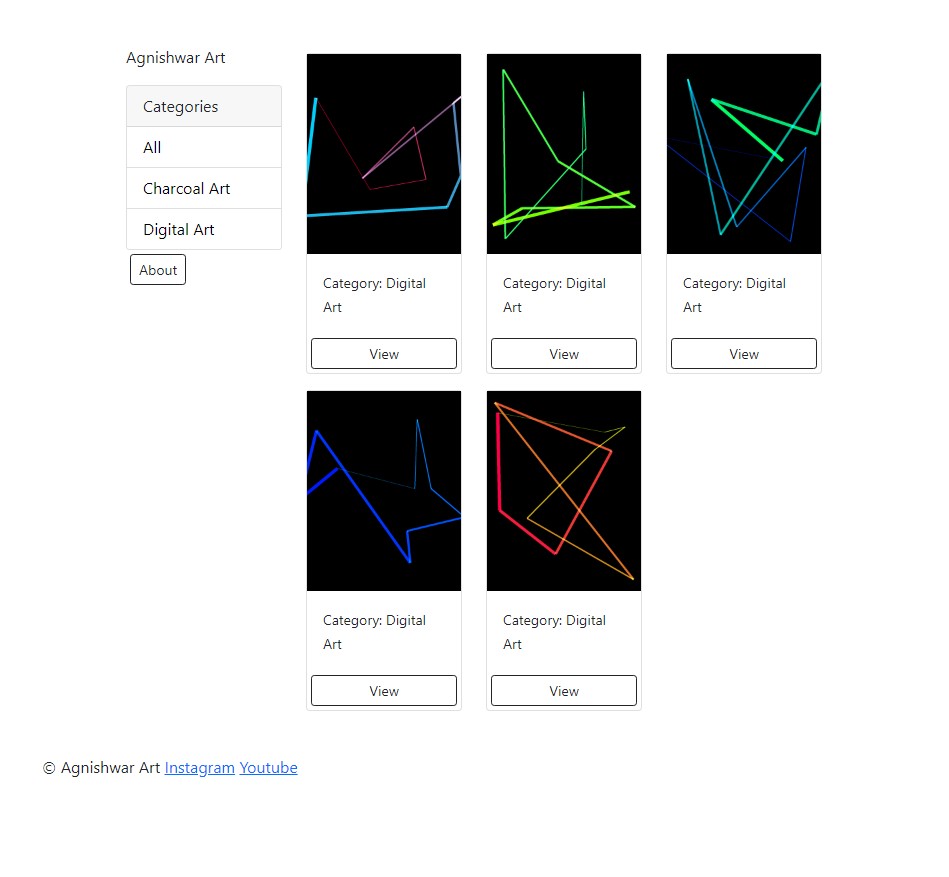 Agnishwar Art
Categories
All
Charcoal Art
Digital Art
About
Category: Digital
Art
View
Category: Digital
Art
View
Category: Digital
Art
View
Category: Digital
Art
View
Category: Digital
Art
View
© Agnishwar Art Instagram Youtube